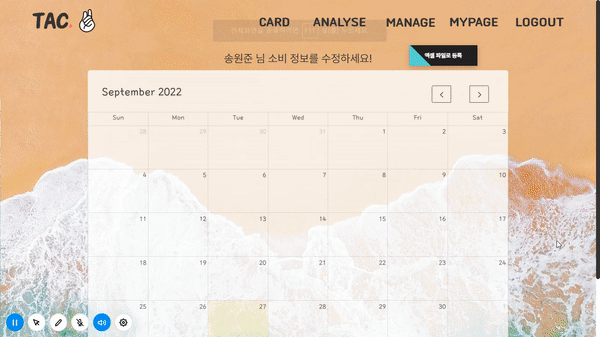 TAC.
CARD ANALYSE MANAGE MYPAGE LOGOUT
송원준 님 소비 정보를 수정하세요!
엑셀 파일로 등록
September 2022
Sun Mon Tue Wed Thu Fri Sat
28 29 30 31 1 2 3
4 5 6 7 8 9 10
11 12 13 14 15 16 17
18 19 20 21 22 23 24
25 26 27 28 29 30 1